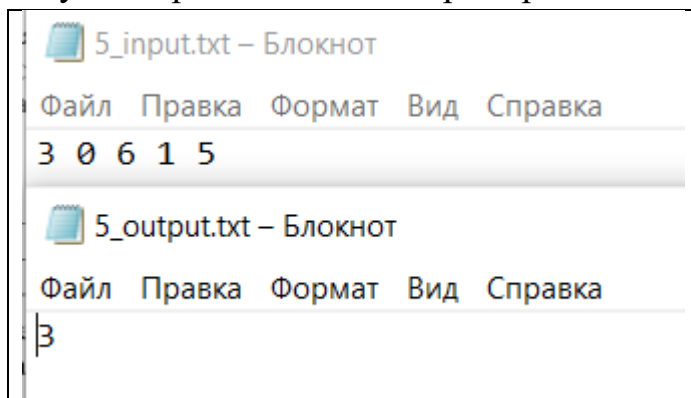 5_input.txt – Блокнот
Файл Правка Формат Вид Справка
3 0 6 1 5
5_output.txt – Блокнот
Файл Правка Формат Вид Справка
3